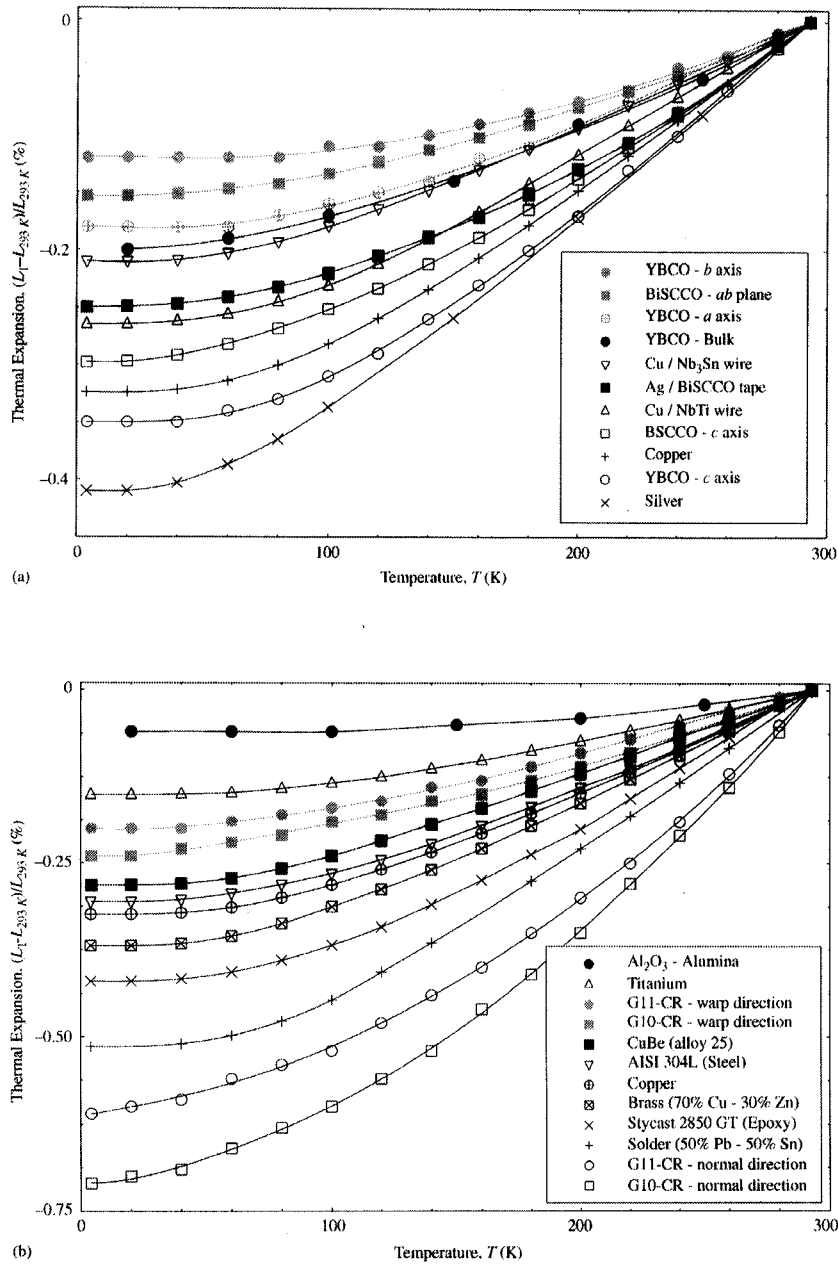 0
−0.2
−0.4
Thermal Expansion. (L_T–L_293 K)/L_293 K (%)
YBCO - b axis
BiSCCO - ab plane
YBCO - a axis
YBCO - Bulk
Cu / Nb₃Sn wire
Ag / BiSCCO tape
Cu / NbTi wire
BSCCO - c axis
Copper
YBCO - c axis
Silver
0 100 200 300
(a)
Temperature, T (K)
0
−0.25
−0.50
−0.75
Thermal Expansion. (L_T–L_293 K)/L_293 K (%)
Al₂O₃ - Alumina
Titanium
G11-CR - warp direction
G10-CR - warp direction
CuBe (alloy 25)
AISI 304L (Steel)
Copper
Brass (70% Cu - 30% Zn)
Stycast 2850 GT (Epoxy)
Solder (50% Pb - 50% Sn)
G11-CR - normal direction
G10-CR - normal direction
0 100 200 300
(b)
Temperature, T (K)